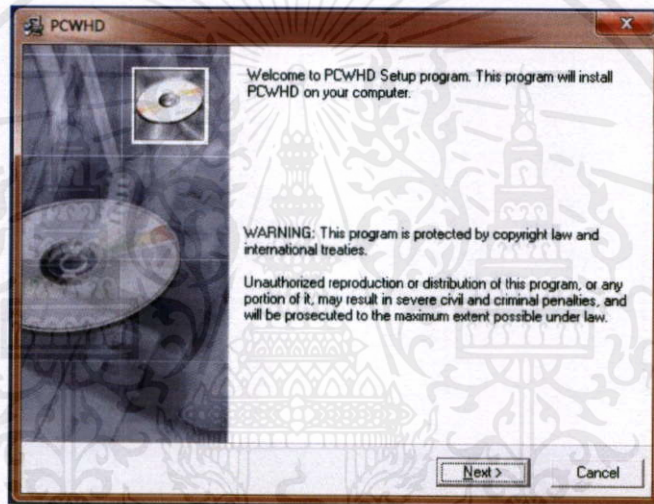 PCWHD
Welcome to PCWHD Setup program. This program will install
PCWHD on your computer.
WARNING: This program is protected by copyright law and
international treaties.
Unauthorized reproduction or distribution of this program, or any
portion of it, may result in severe civil and criminal penalties, and
will be prosecuted to the maximum extent possible under law.
Next >
Cancel